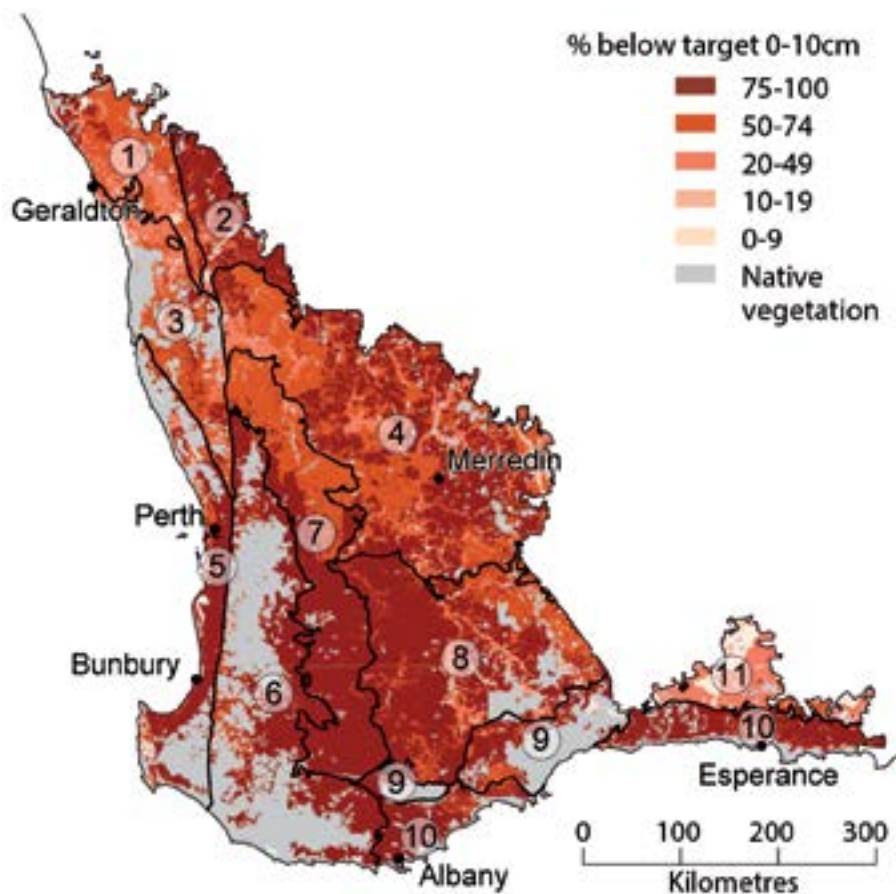 % below target 0-10cm
75-100
50-74
20-49
10-19
0-9
Native
vegetation
1
Geraldton
2
3
4
Merredin
Perth
7
5
Bunbury
6
8
11
9
10
Esperance
9
10
Albany
0 100 200 300
Kilometres